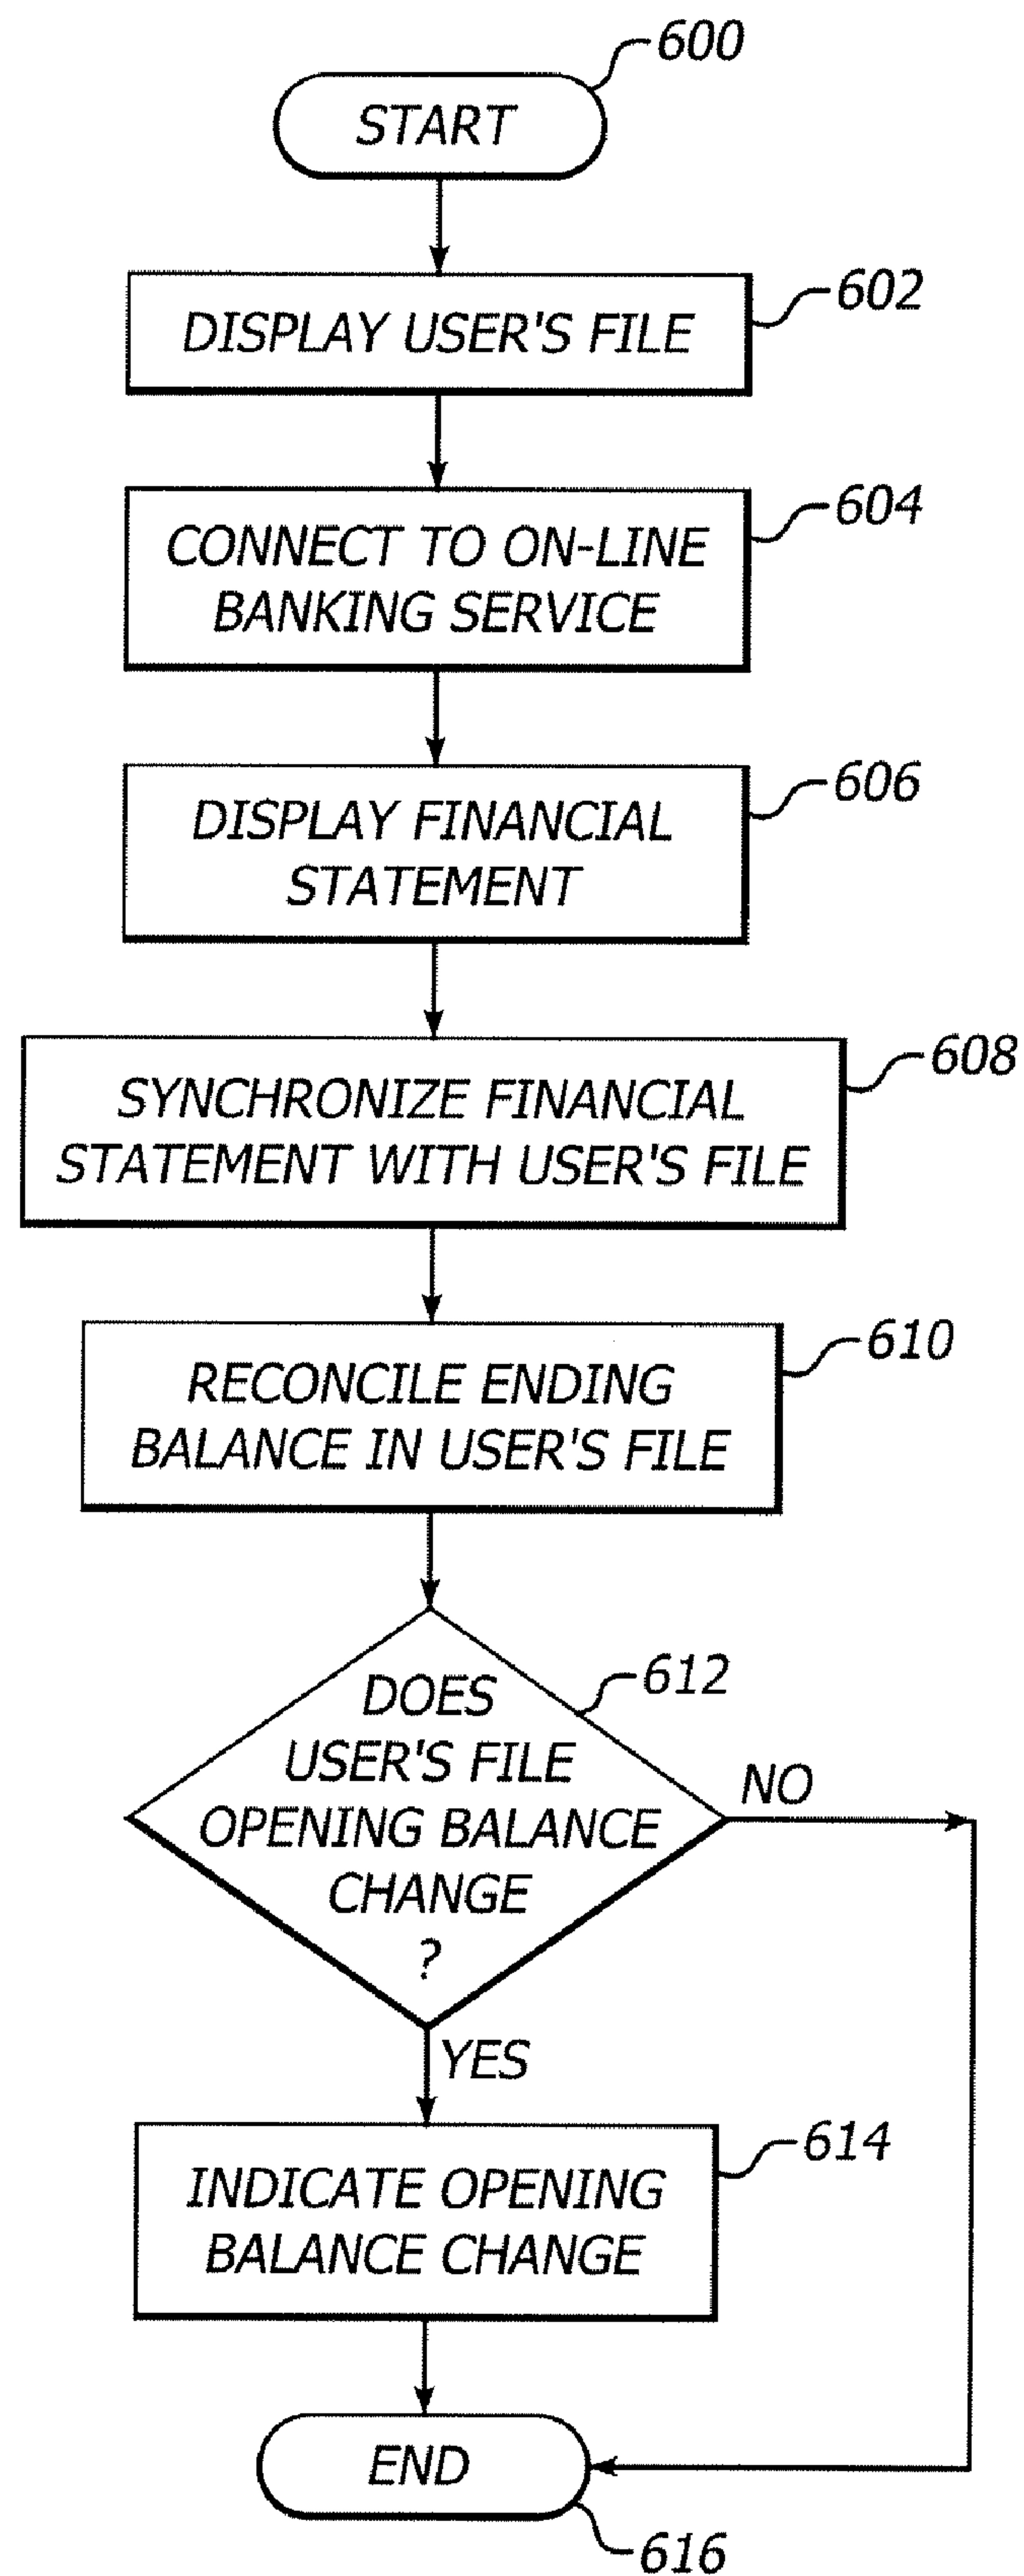 600
START
602
DISPLAY USER'S FILE
604
CONNECT TO ON-LINE
BANKING SERVICE
606
DISPLAY FINANCIAL
STATEMENT
608
SYNCHRONIZE FINANCIAL
STATEMENT WITH USER'S FILE
610
RECONCILE ENDING
BALANCE IN USER'S FILE
612
DOES
USER'S FILE
OPENING BALANCE
CHANGE
?
NO
YES
614
INDICATE OPENING
BALANCE CHANGE
END
616